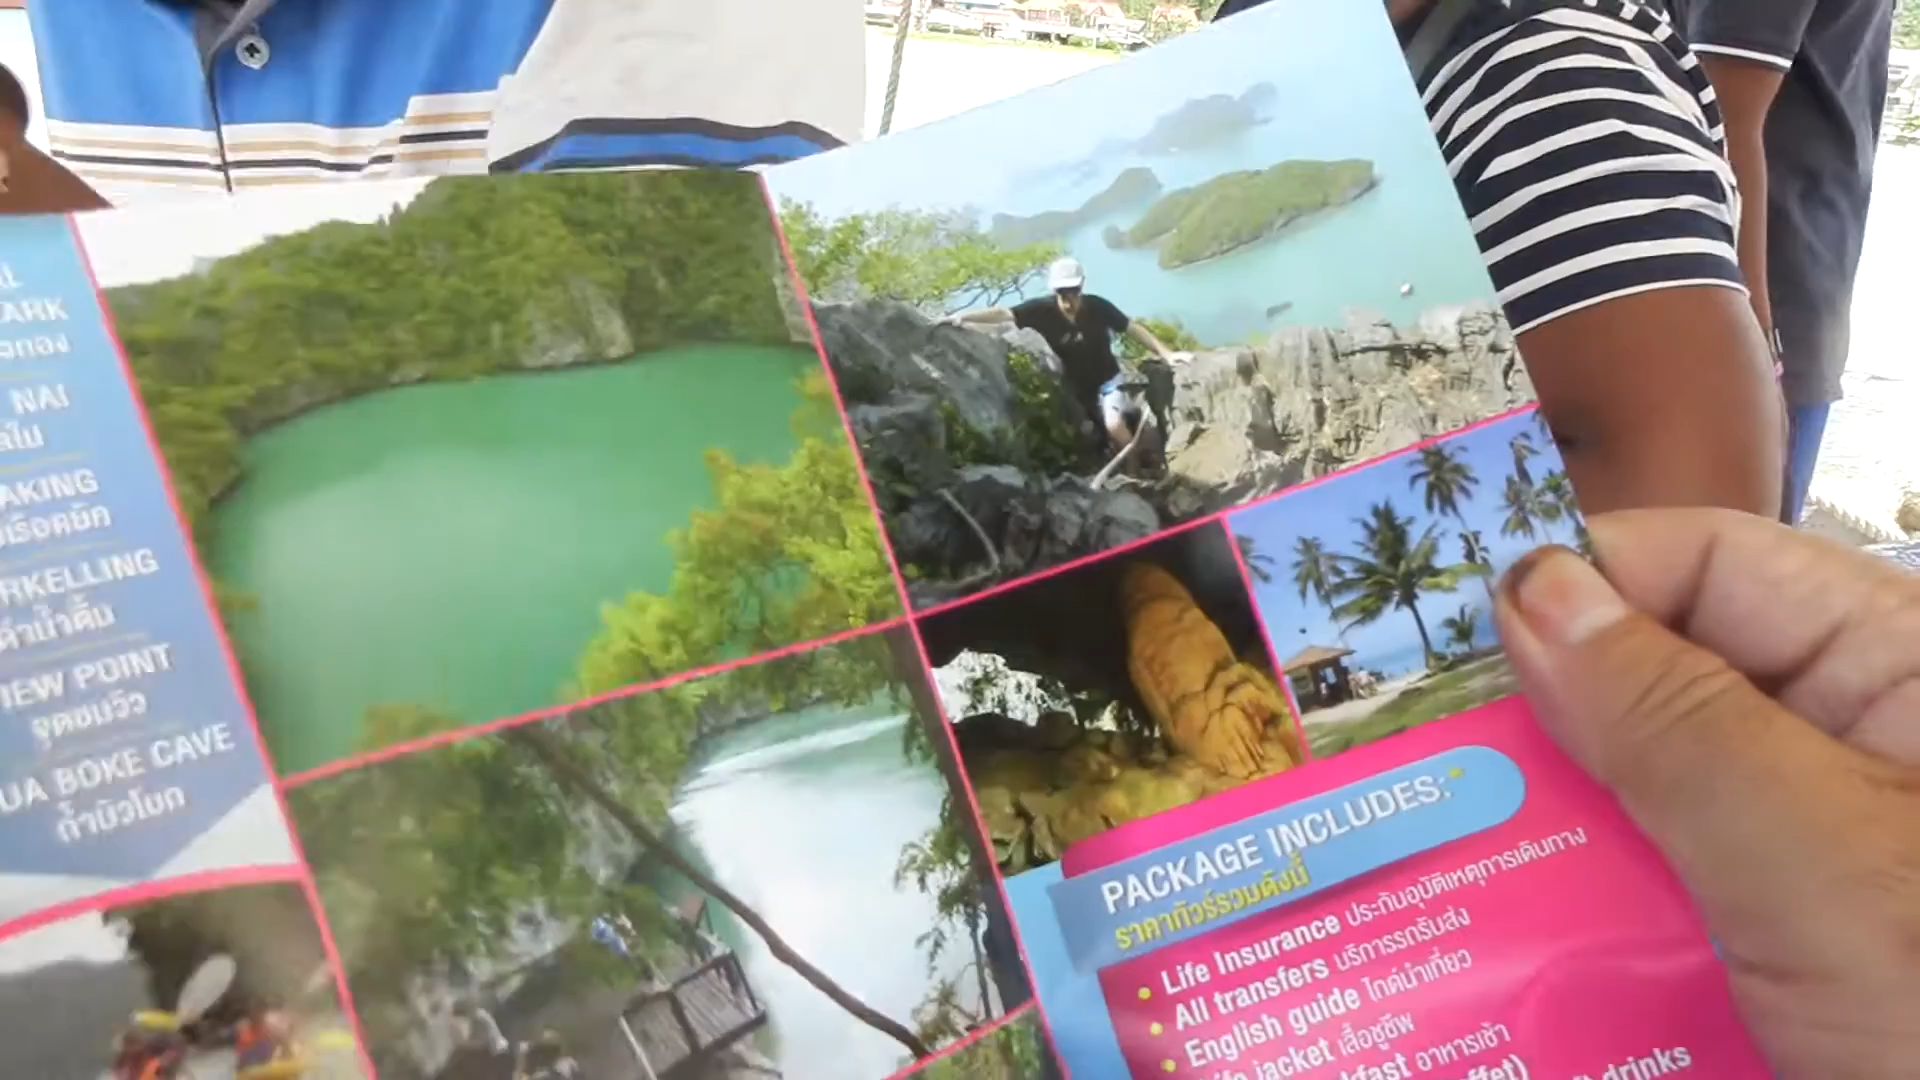 ARK
NAI
AKING
RKELLING
IEW POINT
จุดชมวิว
UA BOKE CAVE
ถ้ำบัวโบก
PACKAGE INCLUDES:
ราคาทัวร์รวมดังนี้
• Life Insurance ประกันอุบัติเหตุการเดินทาง
• All transfers บริการรถรับส่ง
• English guide ไกด์นำเที่ยว
jacket เสื้อชูชีพ
fast อาหารเช้า
ffet)
drinks